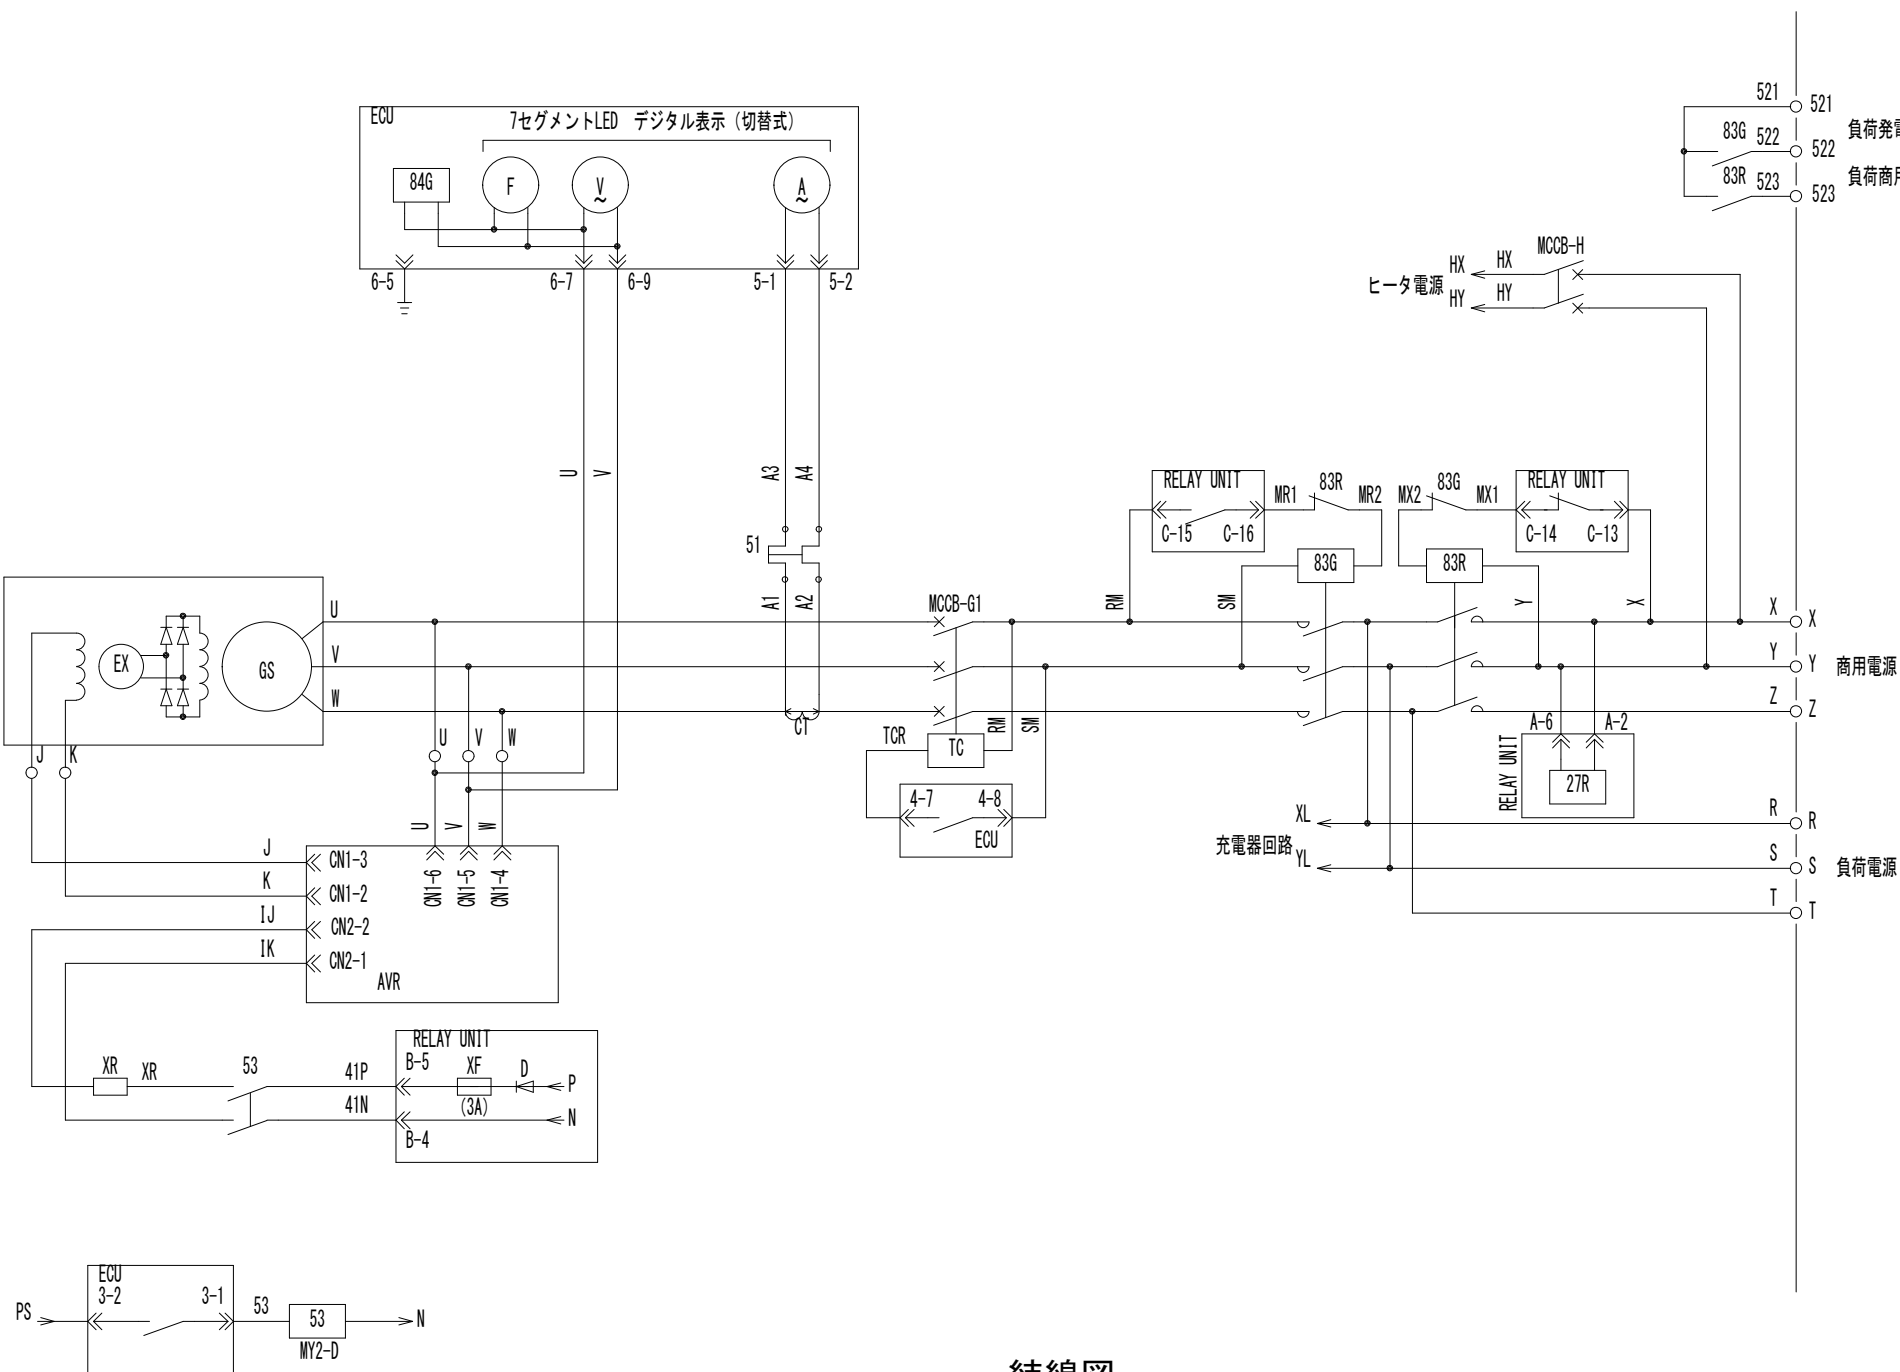 521
521
83G
522
522
負荷発
83R
523
523
負荷商
ECU
7セグメントLED デジタル表示(切替式)
84G
F
V
~
A
~
6-5
6-7
6-9
5-1
5-2
MCCB-H
HX
HX
ヒータ電源
HY
HY
U
V
A3
A4
51
A1
A2
RELAY UNIT
C-15
C-16
MR1
83R
MR2
MX2
83G
MX1
RELAY UNIT
C-14
C-13
83G
83R
RM
SM
Y
X
MCCB-G1
EX
GS
U
V
W
X
X
Y
Y
商用電源
Z
Z
CT
TCR
TC
RM
SM
A-6
A-2
RELAY UNIT
27R
J
K
U
V
W
4-7
4-8
ECU
XL
充電器回路
YL
R
R
S
S
負荷電源
T
T
U
V
W
J
CN1-3
K
CN1-2
IJ
CN2-2
IK
CN2-1
CN1-6
CN1-5
CN1-4
AVR
RELAY UNIT
XR
XR
53
41P
B-5
XF
D
P
(3A)
41N
B-4
N
ECU
3-2
3-1
PS
53
53
N
MY2-D
結線図